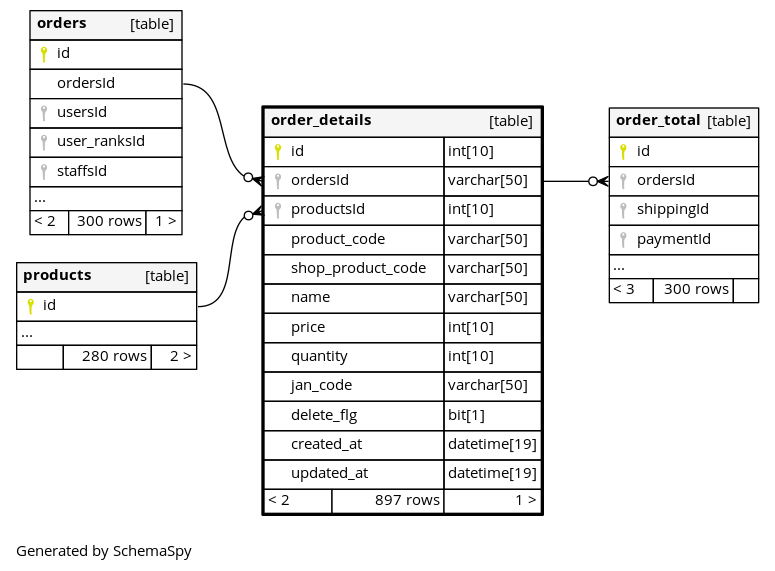 orders [table]
id
ordersId
usersId
user_ranksId
staffsId
...
< 2 300 rows 1 >
products [table]
id
...
280 rows 2 >
order_details [table]
id int[10]
ordersId varchar[50]
productsId int[10]
product_code varchar[50]
shop_product_code varchar[50]
name varchar[50]
price int[10]
quantity int[10]
jan_code varchar[50]
delete_flg bit[1]
created_at datetime[19]
updated_at datetime[19]
< 2 897 rows 1 >
order_total [table]
id
ordersId
shippingId
paymentId
...
< 3 300 rows
Generated by SchemaSpy